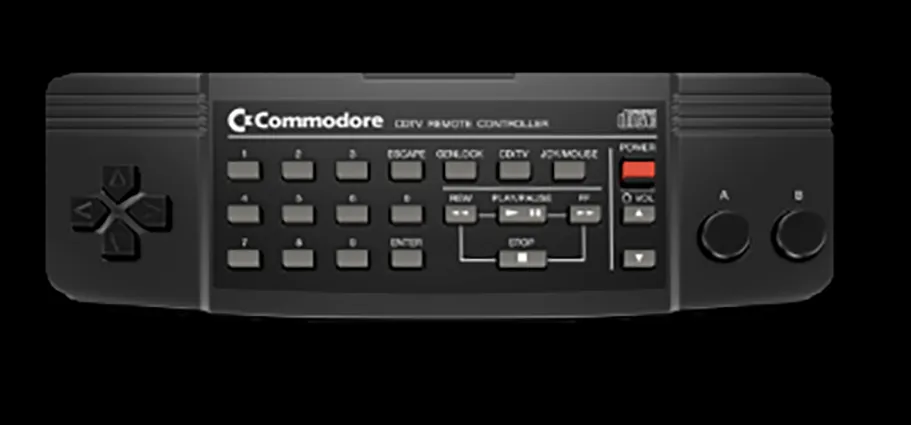 Commodore CDTV REMOTE CONTROLLER
POWER
1 2 3 ESCAPE GENLOCK CD/TV JOY/MOUSE
4 5 6 0 REW PLAY/PAUSE FF VOL
7 8 9 ENTER STOP
A B